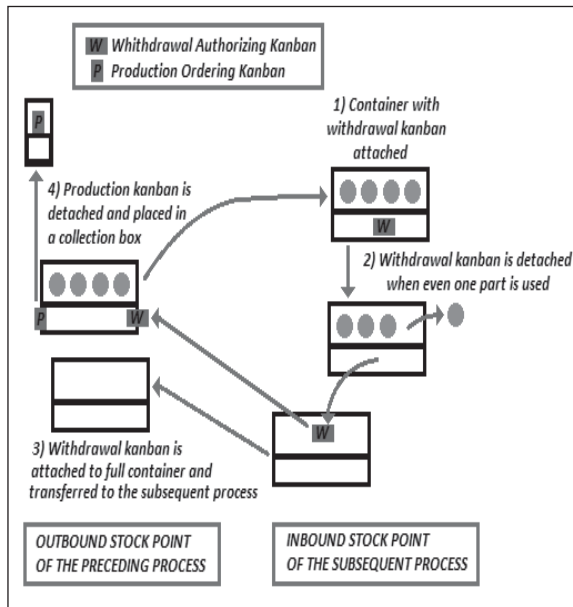 W Whithdrawal Authorizing Kanban
P Production Ordering Kanban
P
1) Container with
withdrawal kanban
attached
4) Production kanban is
detached and placed in
a collection box
W
2) Withdrawal kanban is detached
when even one part is used
P
W
W
3) Withdrawal kanban is
attached to full container and
transferred to the subsequent process
OUTBOUND STOCK POINT
OF THE PRECEDING PROCESS
INBOUND STOCK POINT
OF THE SUBSEQUENT PROCESS